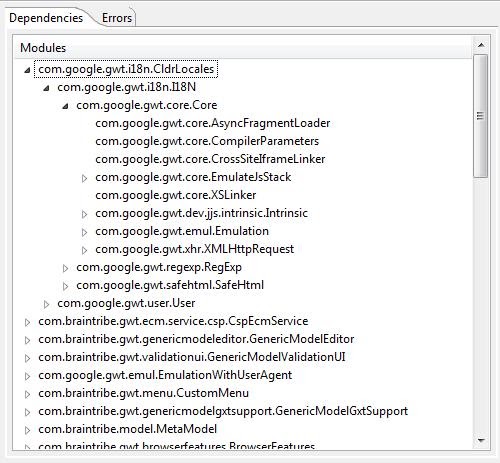 Dependencies Errors
Modules
com.google.gwt.i18n.CldrLocales
com.google.gwt.i18n.I18N
com.google.gwt.core.Core
com.google.gwt.core.AsyncFragmentLoader
com.google.gwt.core.CompilerParameters
com.google.gwt.core.CrossSiteIframeLinker
com.google.gwt.core.EmulateJsStack
com.google.gwt.core.XSLinker
com.google.gwt.dev.jjs.intrinsic.Intrinsic
com.google.gwt.emul.Emulation
com.google.gwt.xhr.XMLHttpRequest
com.google.gwt.regexp.RegExp
com.google.gwt.safehtml.SafeHtml
com.google.gwt.user.User
com.braintribe.gwt.ecm.service.csp.CspEcmService
com.braintribe.gwt.genericmodeleditor.GenericModelEditor
com.braintribe.gwt.validationui.GenericModelValidationUI
com.google.gwt.emul.EmulationWithUserAgent
com.braintribe.gwt.menu.CustomMenu
com.braintribe.gwt.genericmodelgxtsupport.GenericModelGxtSupport
com.braintribe.model.MetaModel
com.braintribe.gwt.browserfeatures.BrowserFeatures